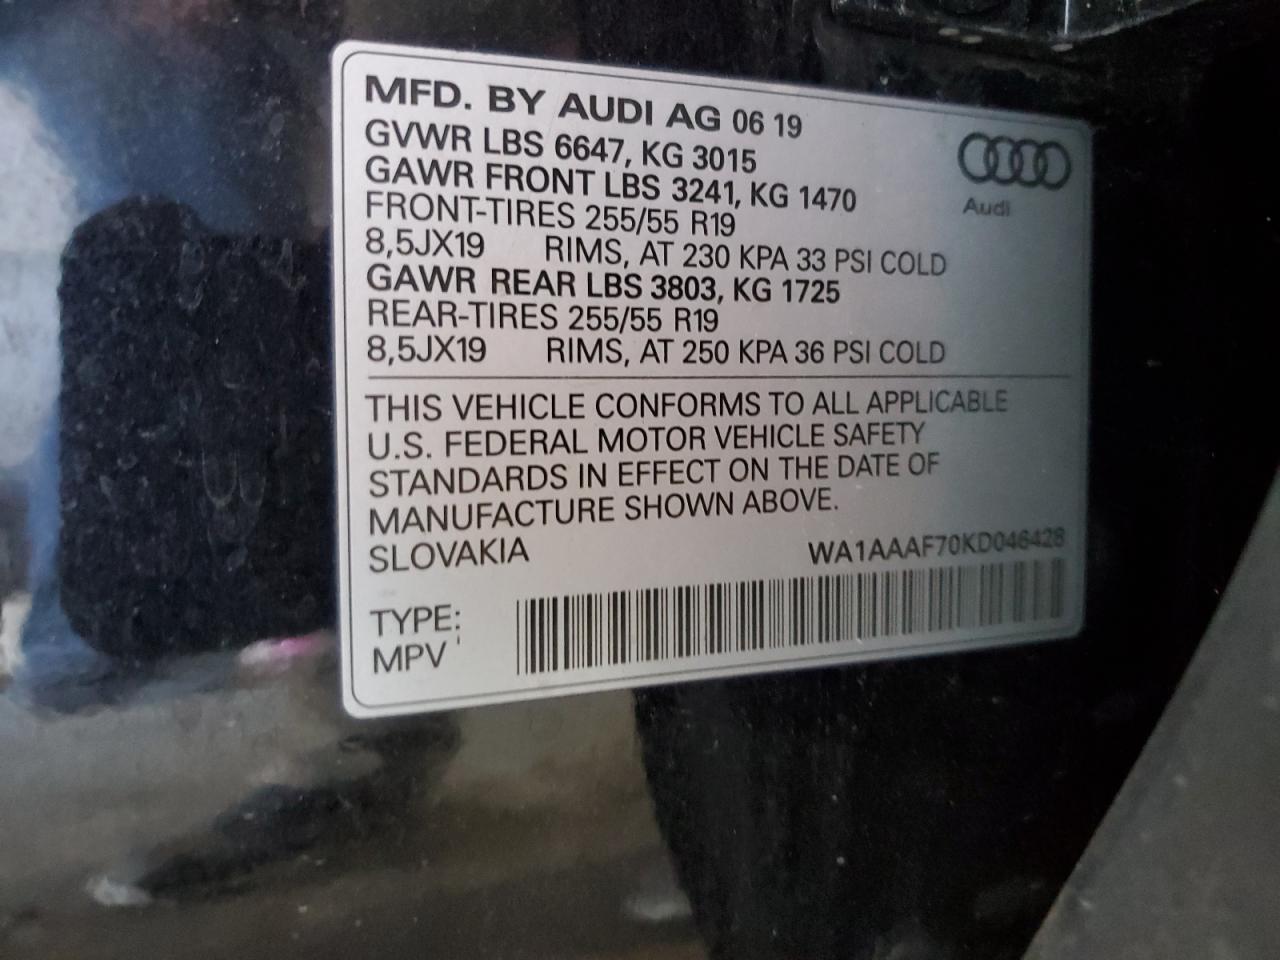 MFD. BY AUDI AG 06 19
GVWR LBS 6647, KG 3015
GAWR FRONT LBS 3241, KG 1470
FRONT-TIRES 255/55 R19
8,5JX19 RIMS, AT 230 KPA 33 PSI COLD
GAWR REAR LBS 3803, KG 1725
REAR-TIRES 255/55 R19
8,5JX19 RIMS, AT 250 KPA 36 PSI COLD
Audi
THIS VEHICLE CONFORMS TO ALL APPLICABLE
U.S. FEDERAL MOTOR VEHICLE SAFETY
STANDARDS IN EFFECT ON THE DATE OF
MANUFACTURE SHOWN ABOVE.
SLOVAKIA WA1AAAF70KD046428
TYPE:
MPV